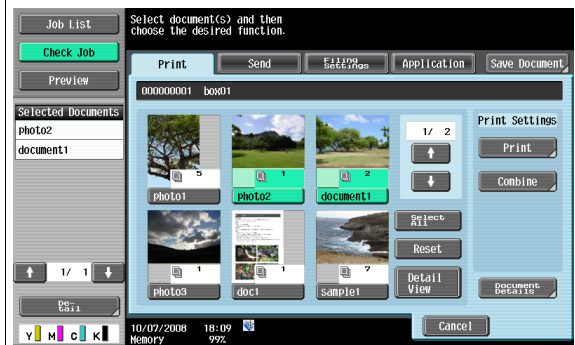 Job List
Check Job
Preview
Select document(s) and then
choose the desired function.
Print
Send
Filing
Settings
Application
Save Document
000000001 box01
Selected Documents
photo2
document1
5
photo1
1
photo2
2
document1
1
photo3
doc1
1
sample1
7
1/ 2
Select
All
Reset
Detail
View
Print Settings
Print
Combine
Document
Details
1/ 1
De-
tail
Y M C K
10/07/2008 18:09
Memory 99%
Cancel